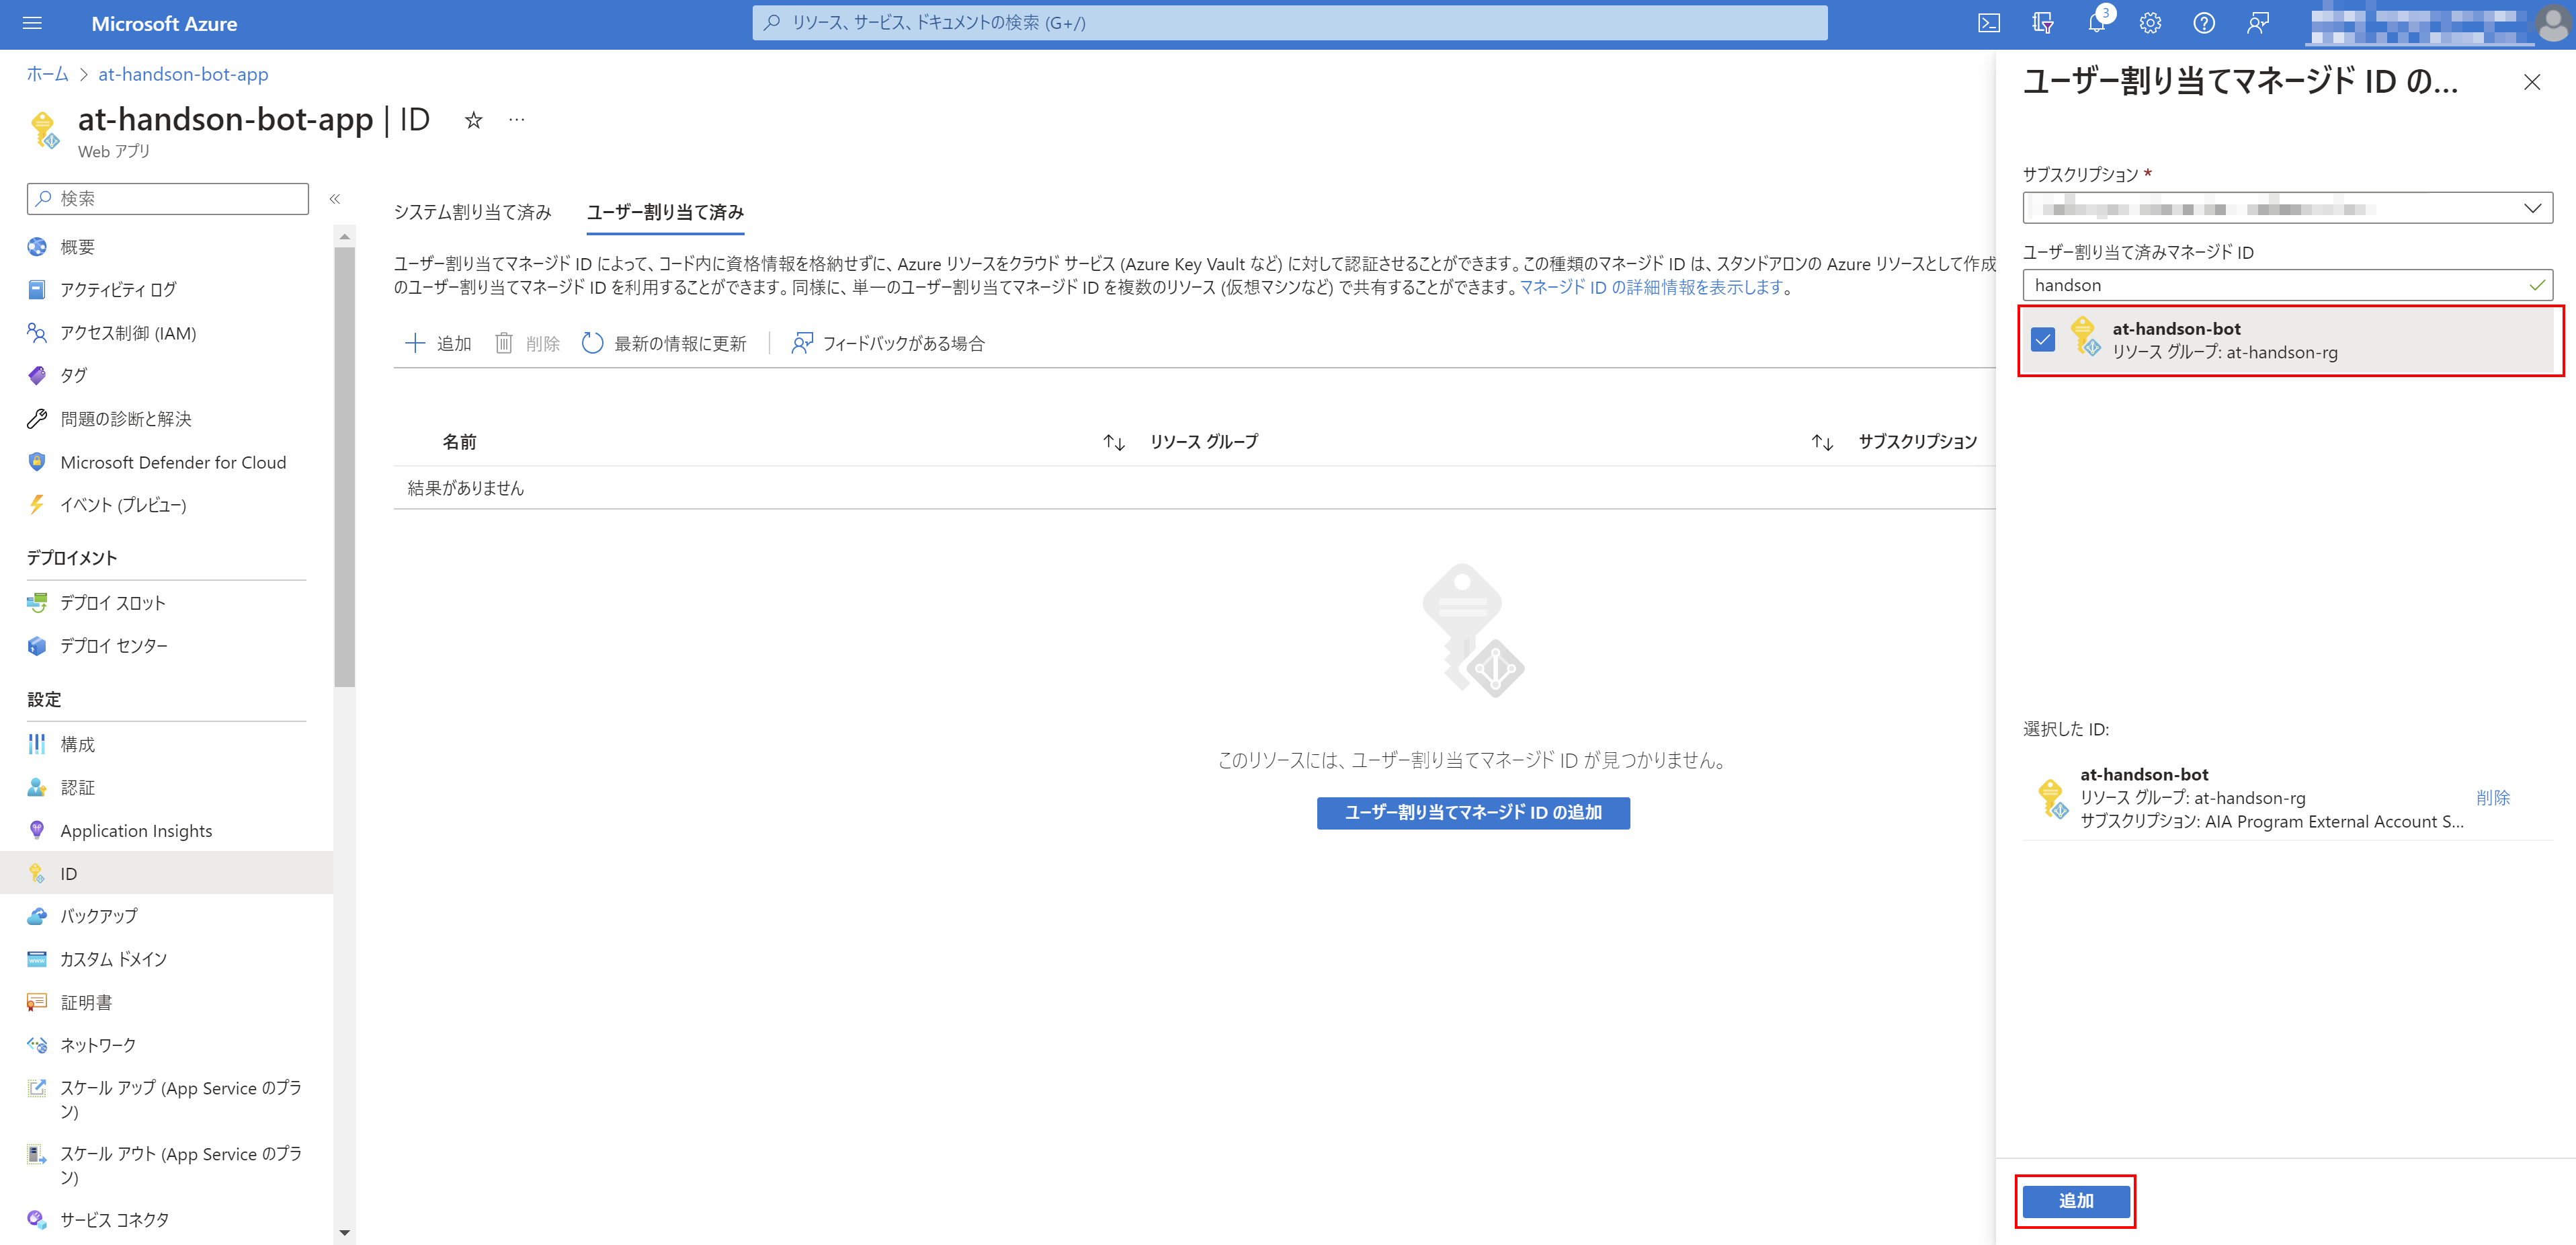 Microsoft Azure
リソース、サービス、ドキュメントの検索 (G+/)
3
ホーム > at-handson-bot-app
at-handson-bot-app | ID
Web アプリ
検索
概要
アクティビティ ログ
アクセス制御 (IAM)
タグ
問題の診断と解決
Microsoft Defender for Cloud
イベント (プレビュー)
デプロイメント
デプロイ スロット
デプロイ センター
設定
構成
認証
Application Insights
ID
バックアップ
カスタム ドメイン
証明書
ネットワーク
スケール アップ (App Service のプラ
ン)
スケール アウト (App Service のプラ
ン)
サービス コネクタ
システム割り当て済み
ユーザー割り当て済み
ユーザー割り当てマネージド ID によって、コード内に資格情報を格納せずに、Azure リソースをクラウド サービス (Azure Key Vault など) に対して認証させることができます。この種類のマネージド ID は、スタンドアロンの Azure リソースとして作成
のユーザー割り当てマネージド ID を利用することができます。同様に、単一のユーザー割り当てマネージド ID を複数のリソース (仮想マシンなど) で共有することができます。マネージド ID の詳細情報を表示します。
追加
削除
最新の情報に更新
フィードバックがある場合
名前
リソース グループ
サブスクリプション
結果がありません
このリソースには、ユーザー割り当てマネージド ID が見つかりません。
ユーザー割り当てマネージド ID の追加
ユーザー割り当てマネージド ID の...
サブスクリプション *
ユーザー割り当て済みマネージド ID
handson
at-handson-bot
リソース グループ: at-handson-rg
選択した ID:
at-handson-bot
リソース グループ: at-handson-rg
サブスクリプション: AIA Program External Account S...
削除
追加